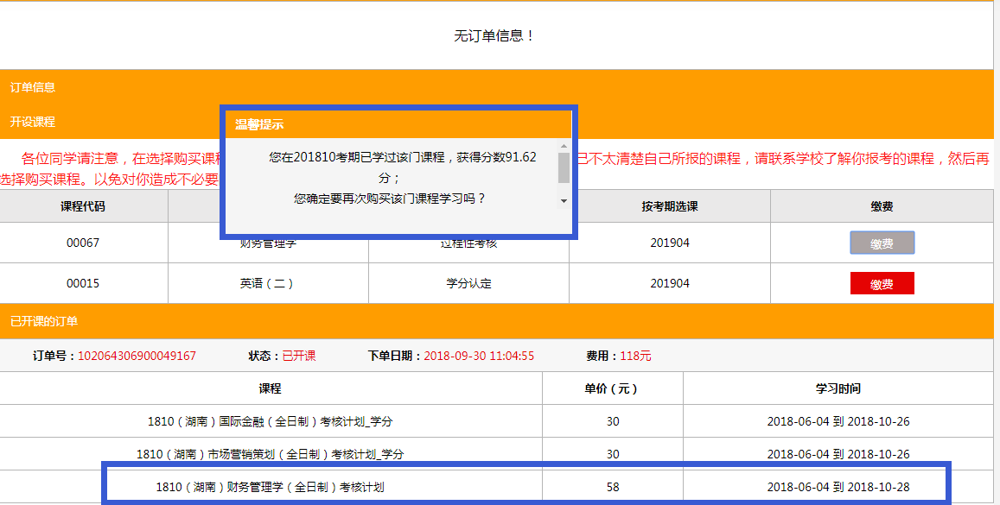 无订单信息！
订单信息
开设课程
温馨提示
您在201810考期已学过该门课程，获得分数91.62
分；
您确定要再次购买该门课程学习吗？
各位同学请注意，在选择购买课程 己不太清楚自己所报的课程，请联系学校了解你报考的课程，然后再
选择购买课程。以免对你造成不必要
课程代码 按考期选课 缴费
00067 财务管理学 过程性考核 201904 缴费
00015 英语（二） 学分认定 201904 缴费
已开课的订单
订单号：102064306900049167 状态：已开课 下单日期：2018-09-30 11:04:55 费用：118元
课程 单价（元） 学习时间
1810（湖南）国际金融（全日制）考核计划_学分 30 2018-06-04 到 2018-10-26
1810（湖南）市场营销策划（全日制）考核计划_学分 30 2018-06-04 到 2018-10-26
1810（湖南）财务管理学（全日制）考核计划 58 2018-06-04 到 2018-10-28